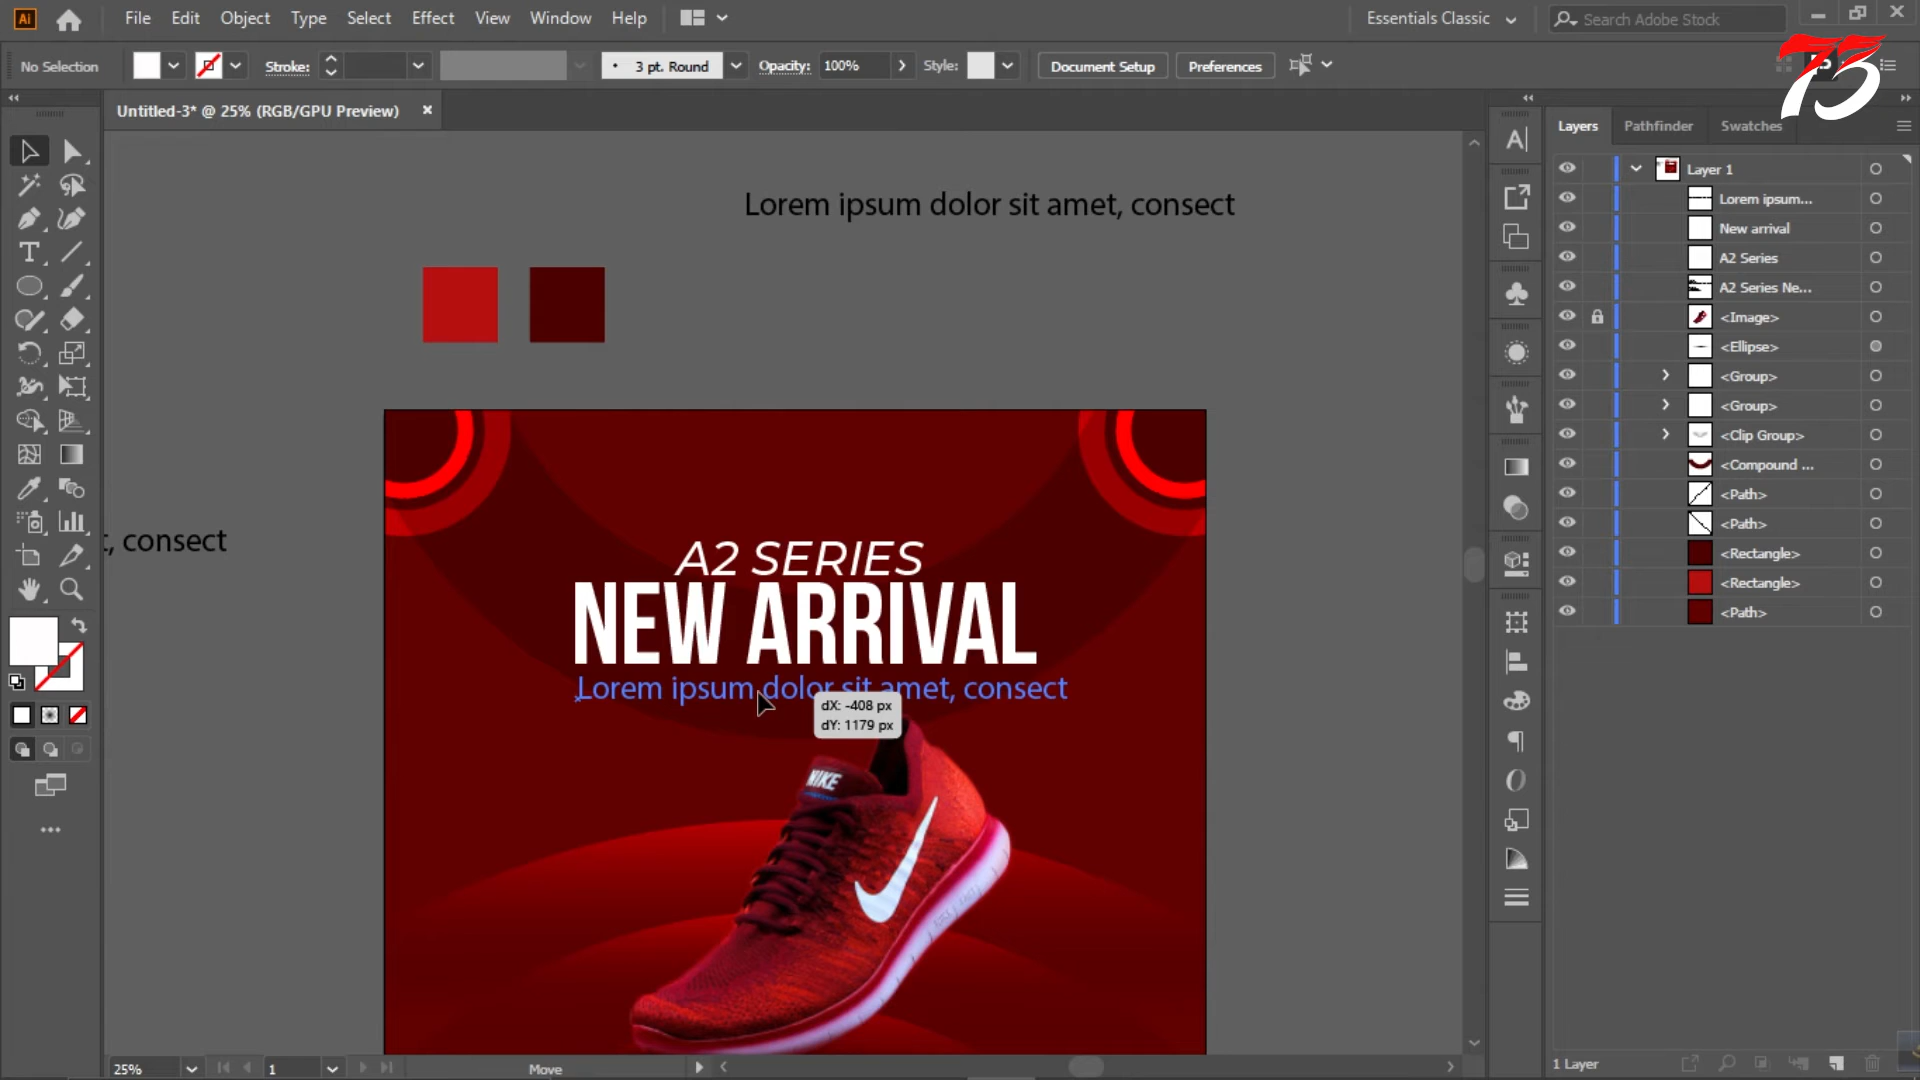 Ai File Edit Object Type Select Effect View Window Help Essentials Classic Search Adobe Stock
No Selection Stroke: 3 pt. Round Opacity: 100% Style: Document Setup Preferences
73
Untitled-3* @ 25% (RGB/GPU Preview)
Layers Pathfinder Swatches
Layer 1
Lorem ipsum...
New arrival
A2 Series
A2 Series Ne...
<Image>
<Ellipse>
<Group>
<Group>
<Clip Group>
<Compound ...
<Path>
<Path>
<Rectangle>
<Rectangle>
<Path>
Lorem ipsum dolor sit amet, consect
t, consect
A2 SERIES
NEW ARRIVAL
Lorem ipsum dolor sit amet, consect
dX: -408 px
dY: 1179 px
NIKE
25% 1 Move
1 Layer